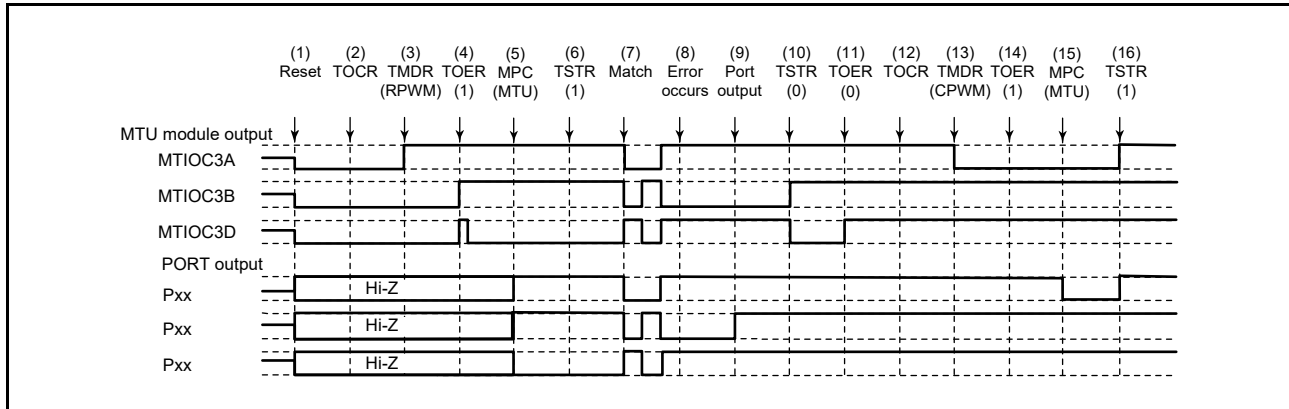 (1) (2) (3) (4) (5) (6) (7) (8) (9) (10) (11) (12) (13) (14) (15) (16)
Reset TOCR TMDR TOER MPC TSTR Match Error Port TSTR TOER TOCR TMDR TOER MPC TSTR
(RPWM) (1) (MTU) (1) occurs output (0) (0) (CPWM) (1) (MTU) (1)
MTU module output
MTIOC3A
MTIOC3B
MTIOC3D
PORT output
Pxx Hi-Z
Pxx Hi-Z
Pxx Hi-Z